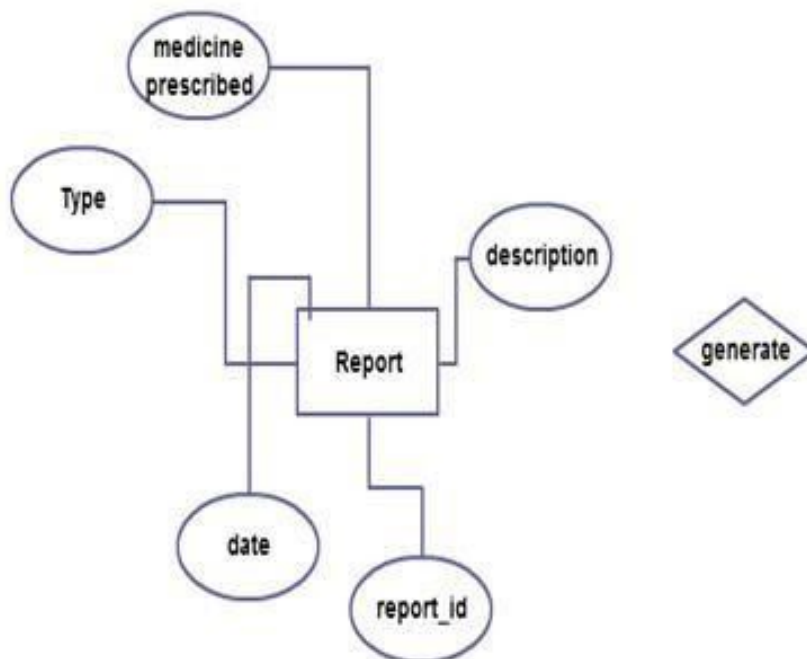 medicine
prescribed
Type
description
generate
Report
date
report_id